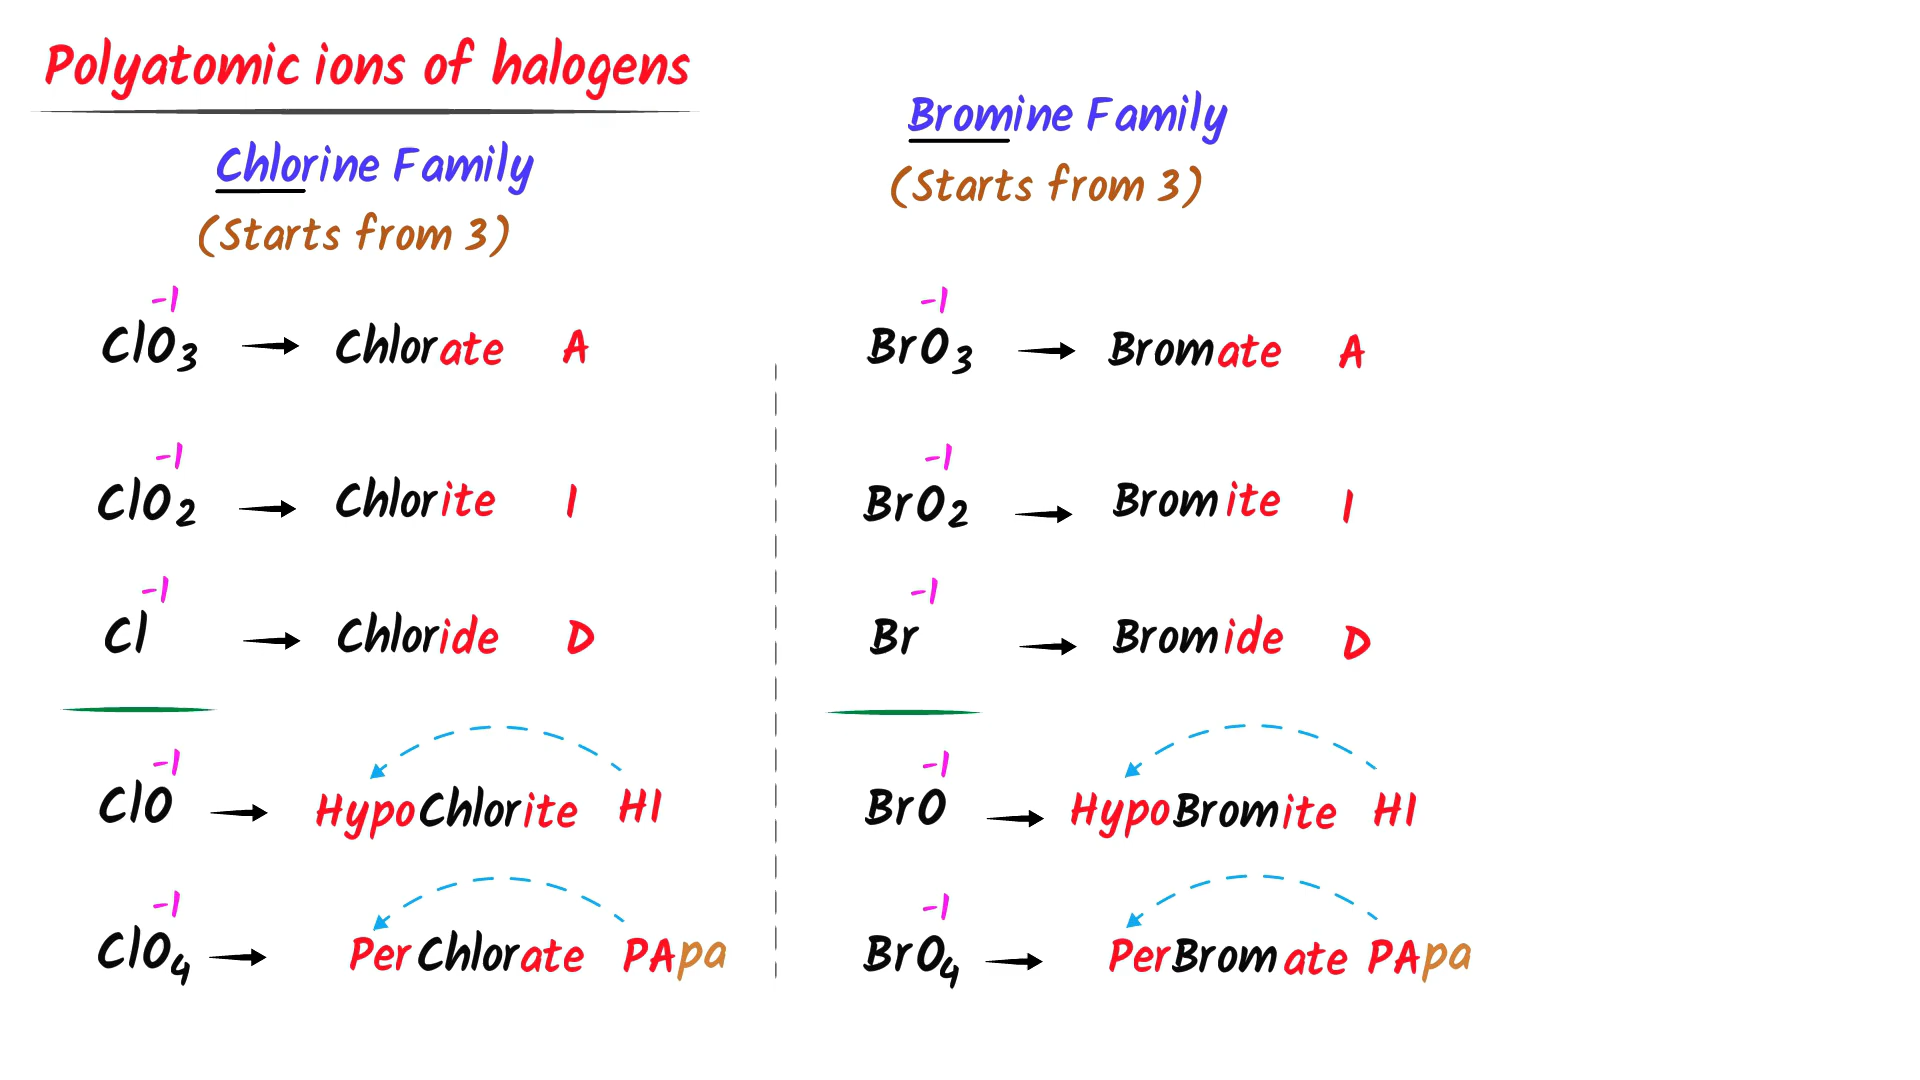 Polyatomic ions of halogens
Chlorine Family
(Starts from 3)
ClO₃⁻¹ → Chlorate A
ClO₂⁻¹ → Chlorite I
Cl⁻¹ → Chloride D
ClO⁻¹ → HypoChlorite HI
ClO₄⁻¹ → PerChlorate PApa
Bromine Family
(Starts from 3)
BrO₃⁻¹ → Bromate A
BrO₂⁻¹ → Bromite I
Br⁻¹ → Bromide D
BrO⁻¹ → HypoBromite HI
BrO₄⁻¹ → PerBromate PApa